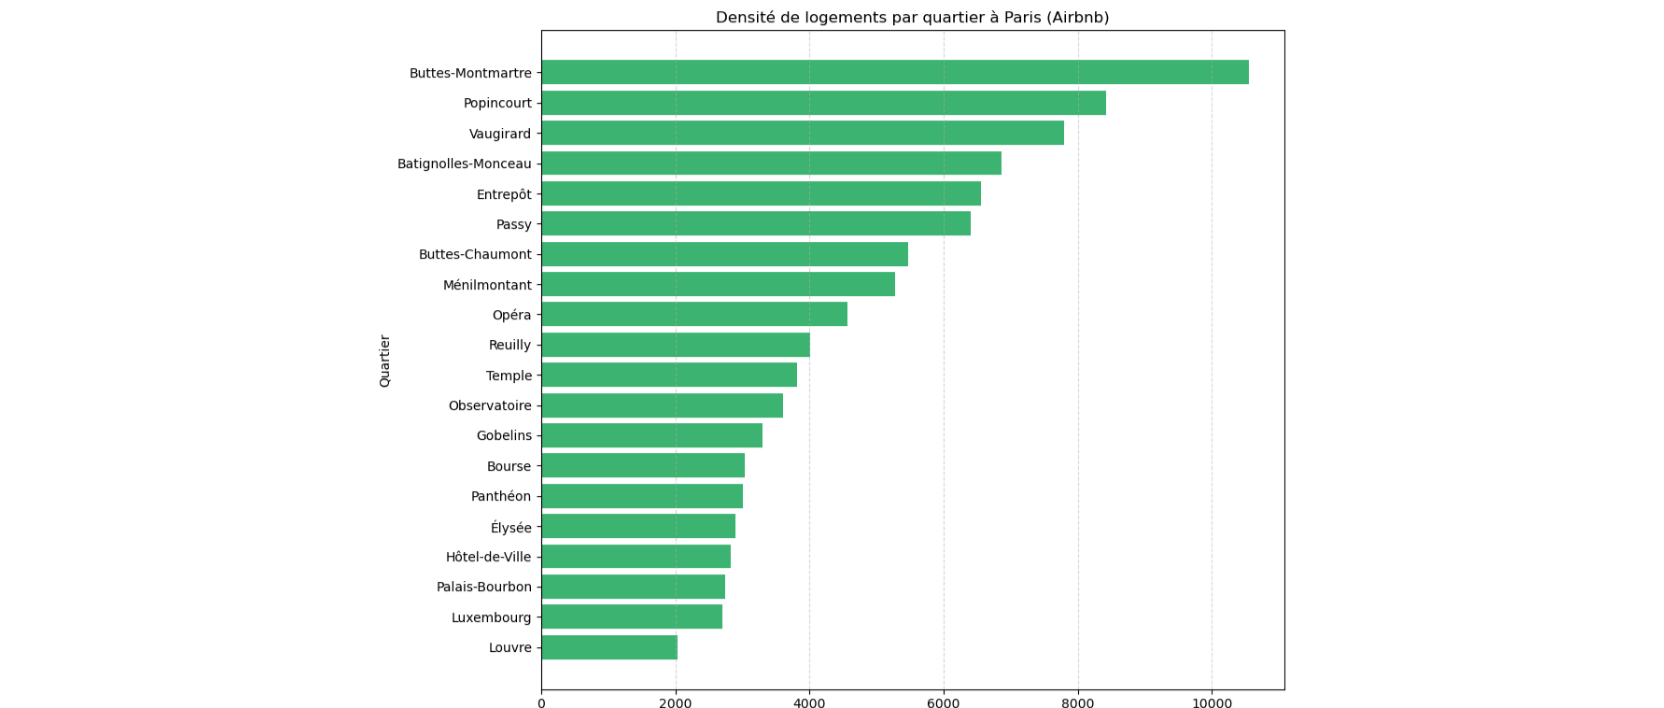 Densité de logements par quartier à Paris (Airbnb)
Quartier
Buttes-Montmartre
Popincourt
Vaugirard
Batignolles-Monceau
Entrepôt
Passy
Buttes-Chaumont
Ménilmontant
Opéra
Reuilly
Temple
Observatoire
Gobelins
Bourse
Panthéon
Élysée
Hôtel-de-Ville
Palais-Bourbon
Luxembourg
Louvre
0 2000 4000 6000 8000 10000